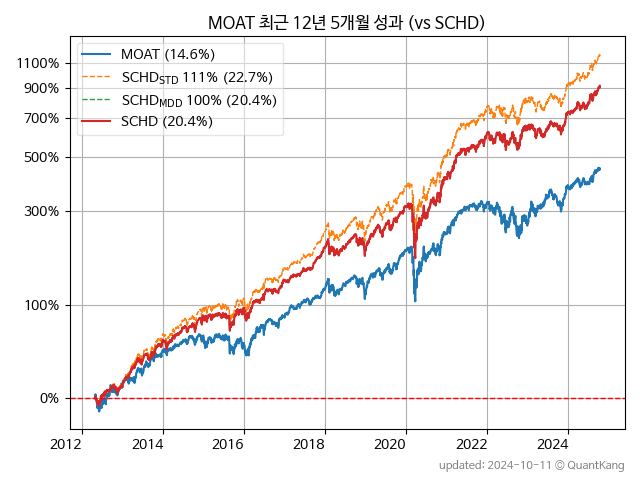 MOAT 최근 12년 5개월 성과 (vs SCHD)
MOAT (14.6%)
SCHD_STD 111% (22.7%)
SCHD_MDD 100% (20.4%)
SCHD (20.4%)
1100%
900%
700%
500%
300%
100%
0%
2012 2014 2016 2018 2020 2022 2024
updated: 2024-10-11 © QuantKang